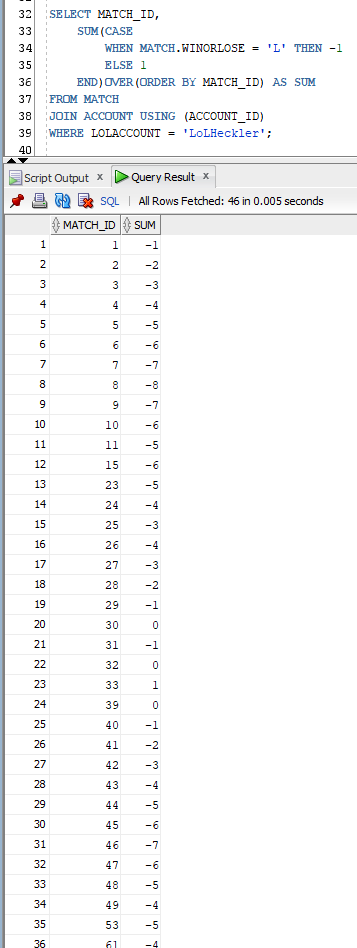 32 SELECT MATCH_ID,
33 SUM(CASE
34 WHEN MATCH.WINORLOSE = 'L' THEN -1
35 ELSE 1
36 END)OVER(ORDER BY MATCH_ID) AS SUM
37 FROM MATCH
38 JOIN ACCOUNT USING (ACCOUNT_ID)
39 WHERE LOLACCOUNT = 'LoLHeckler';
40
Script Output x Query Result x
SQL | All Rows Fetched: 46 in 0.005 seconds
MATCH_ID SUM
1 1 -1
2 2 -2
3 3 -3
4 4 -4
5 5 -5
6 6 -6
7 7 -7
8 8 -8
9 9 -7
10 10 -6
11 11 -5
12 15 -6
13 23 -5
14 24 -4
15 25 -3
16 26 -4
17 27 -3
18 28 -2
19 29 -1
20 30 0
21 31 -1
22 32 0
23 33 1
24 39 0
25 40 -1
26 41 -2
27 42 -3
28 43 -4
29 44 -5
30 45 -6
31 46 -7
32 47 -6
33 48 -5
34 49 -4
35 53 -5
36 61 -4